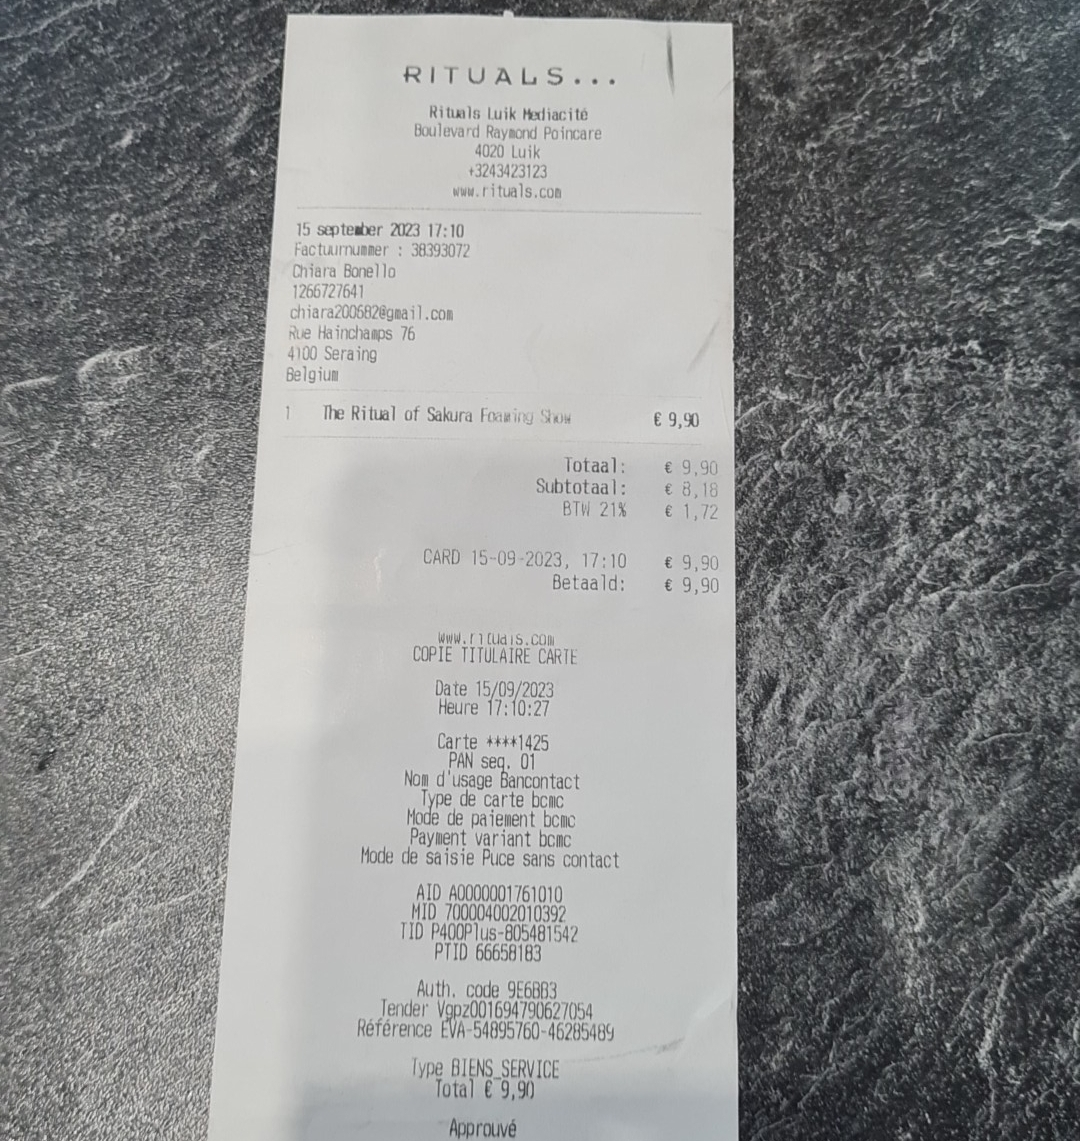 RITUALS...
Rituals Luik Mediacité
Boulevard Raymond Poincare
4020 Luik
+3243423123
www.rituals.com
15 september 2023 17:10
Factuurnummer : 38393072
Chiara Bonello
1266727641
chiara200682@gmail.com
Rue Hainchamps 76
4100 Seraing
Belgium
1 The Ritual of Sakura Foaming Show € 9,90
Totaal: € 9,90
Subtotaal: € 8,18
BTW 21% € 1,72
CARD 15-09-2023, 17:10 € 9,90
Betaald: € 9,90
www.rituals.com
COPIE TITULAIRE CARTE
Date 15/09/2023
Heure 17:10:27
Carte ****1425
PAN seq. 01
Nom d'usage Bancontact
Type de carte bcmc
Mode de paiement bcmc
Payment variant bcmc
Mode de saisie Puce sans contact
AID A0000001761010
MID 700004002010392
TID P400Plus-805481542
PTID 66658183
Auth. code 9E6BB3
Tender Vgpz001694790627054
Référence EVA-54895760-46285489
Type BIENS_SERVICE
Total € 9,90
Approuvé